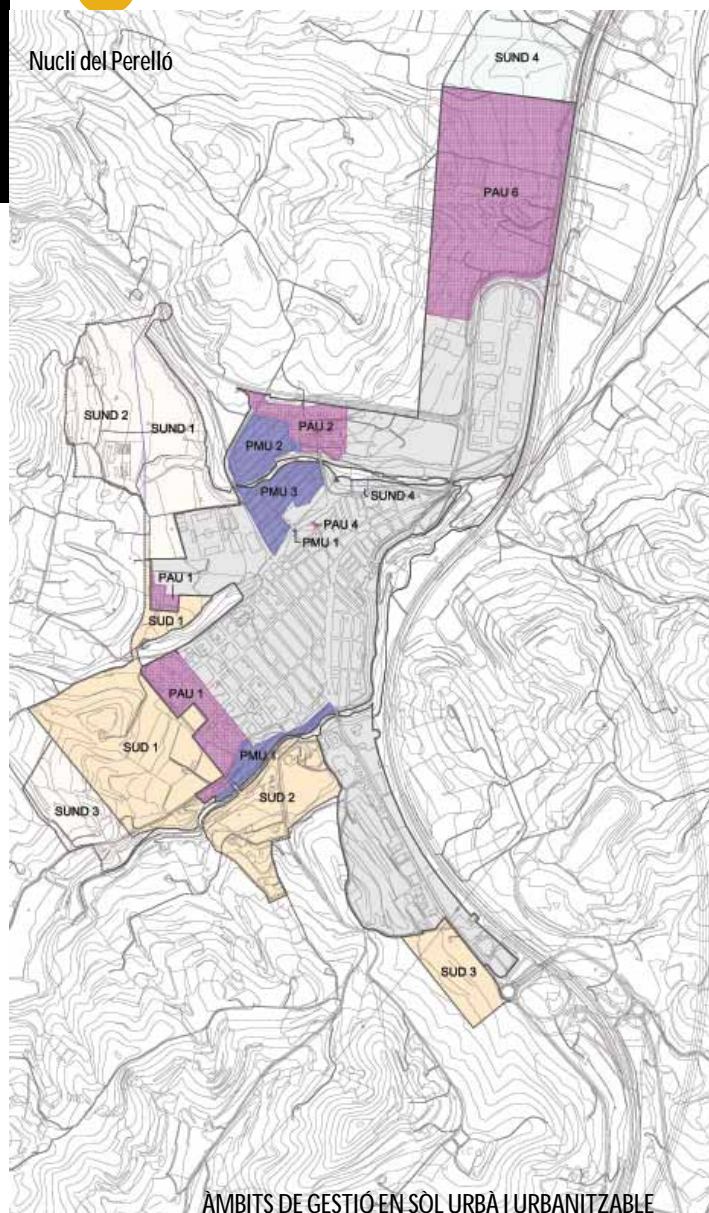 Nucli del Perelló
SUND 4
PAU 6
SUND 2
SUND 1
PAU 2
PMU 2
PMU 3
SUND 4
PAU 4
PMU 1
PAU 1
SUD 1
PAU 1
SUD 1
PMU 1
SUD 2
SUND 3
SUD 3
ÀMBITS DE GESTIÓ EN SÒL URBÀ I URBANITZABLE